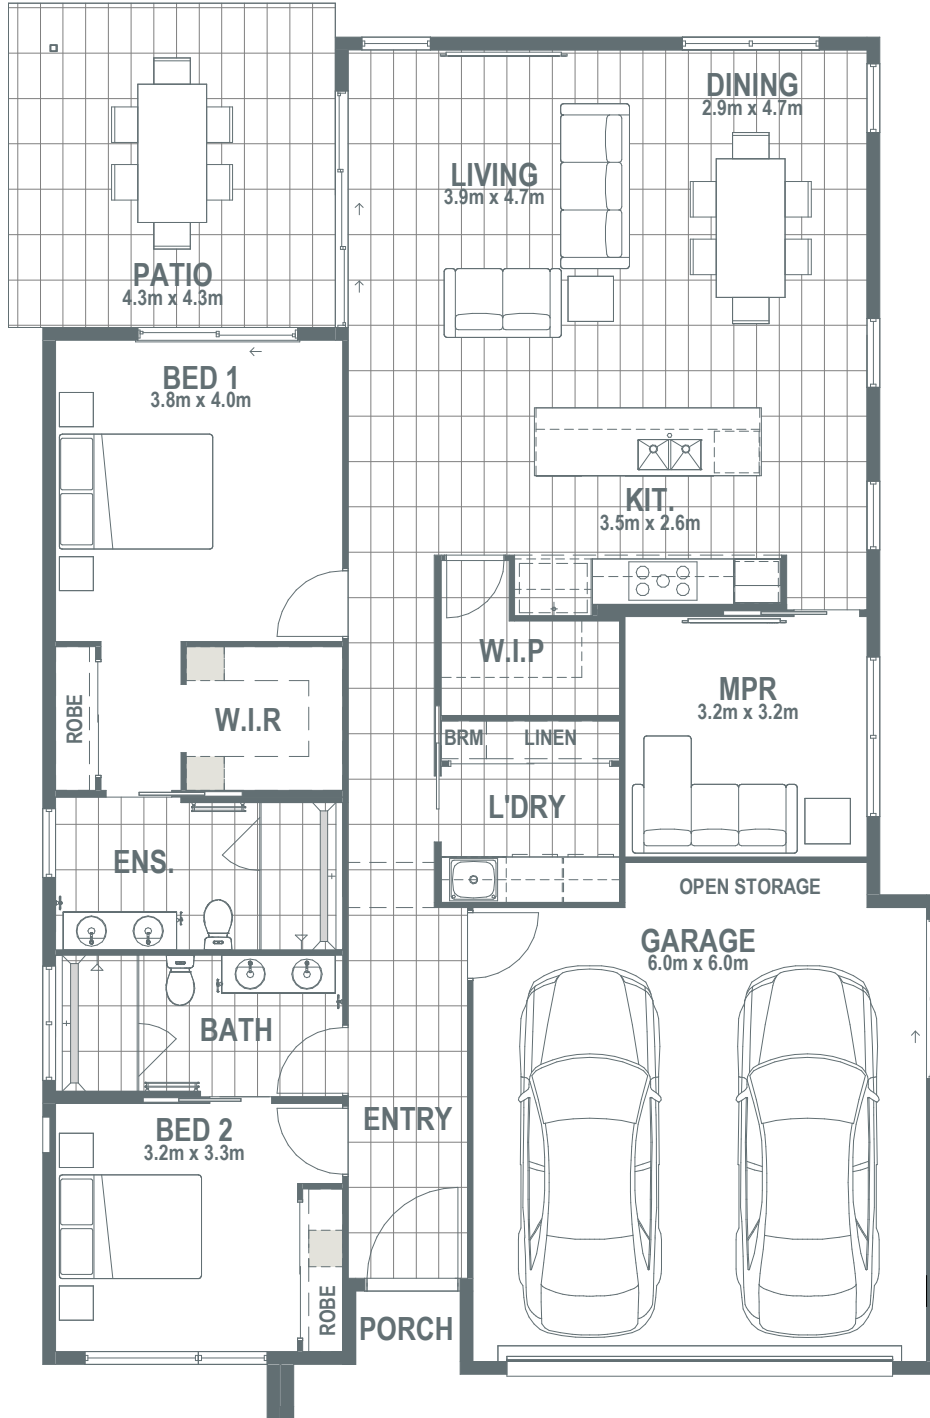 DINING
2.9m x 4.7m
LIVING
3.9m x 4.7m
PATIO
4.3m x 4.3m
BED 1
3.8m x 4.0m
KIT.
3.5m x 2.6m
W.I.P
MPR
3.2m x 3.2m
ROBE
W.I.R
BRM
LINEN
L'DRY
ENS.
OPEN STORAGE
GARAGE
6.0m x 6.0m
BATH
ENTRY
BED 2
3.2m x 3.3m
ROBE
PORCH